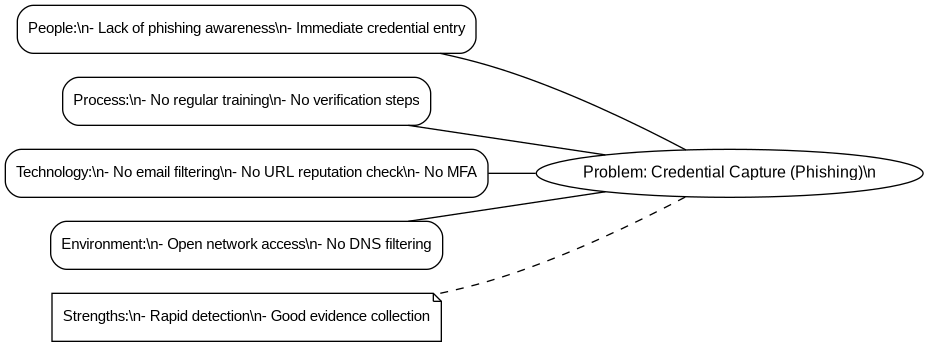 People:\n- Lack of phishing awareness\n- Immediate credential entry
Process:\n- No regular training\n- No verification steps
Technology:\n- No email filtering\n- No URL reputation check\n- No MFA
Problem: Credential Capture (Phishing)\n
Environment:\n- Open network access\n- No DNS filtering
Strengths:\n- Rapid detection\n- Good evidence collection